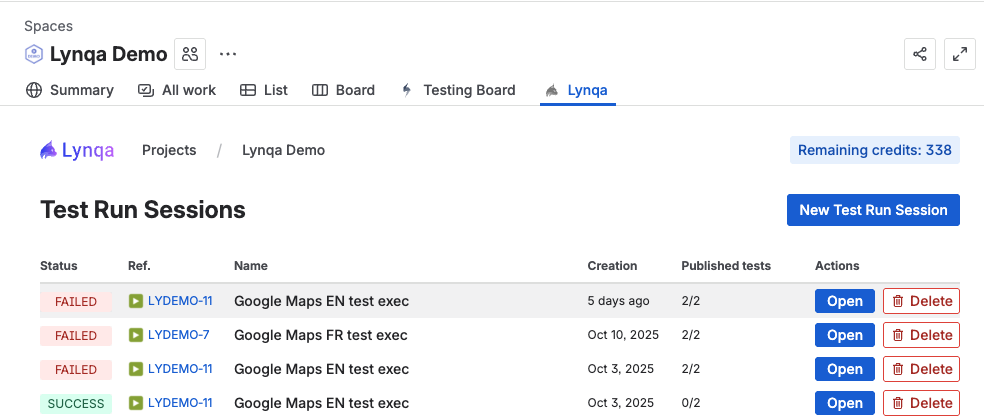 Spaces
Lynqa Demo
Summary All work List Board Testing Board Lynqa
Lynqa Projects / Lynqa Demo Remaining credits: 338
Test Run Sessions New Test Run Session
Status Ref. Name Creation Published tests Actions
FAILED LYDEMO-11 Google Maps EN test exec 5 days ago 2/2 Open Delete
FAILED LYDEMO-7 Google Maps FR test exec Oct 10, 2025 2/2 Open Delete
FAILED LYDEMO-11 Google Maps EN test exec Oct 3, 2025 2/2 Open Delete
SUCCESS LYDEMO-11 Google Maps EN test exec Oct 3, 2025 0/2 Open Delete